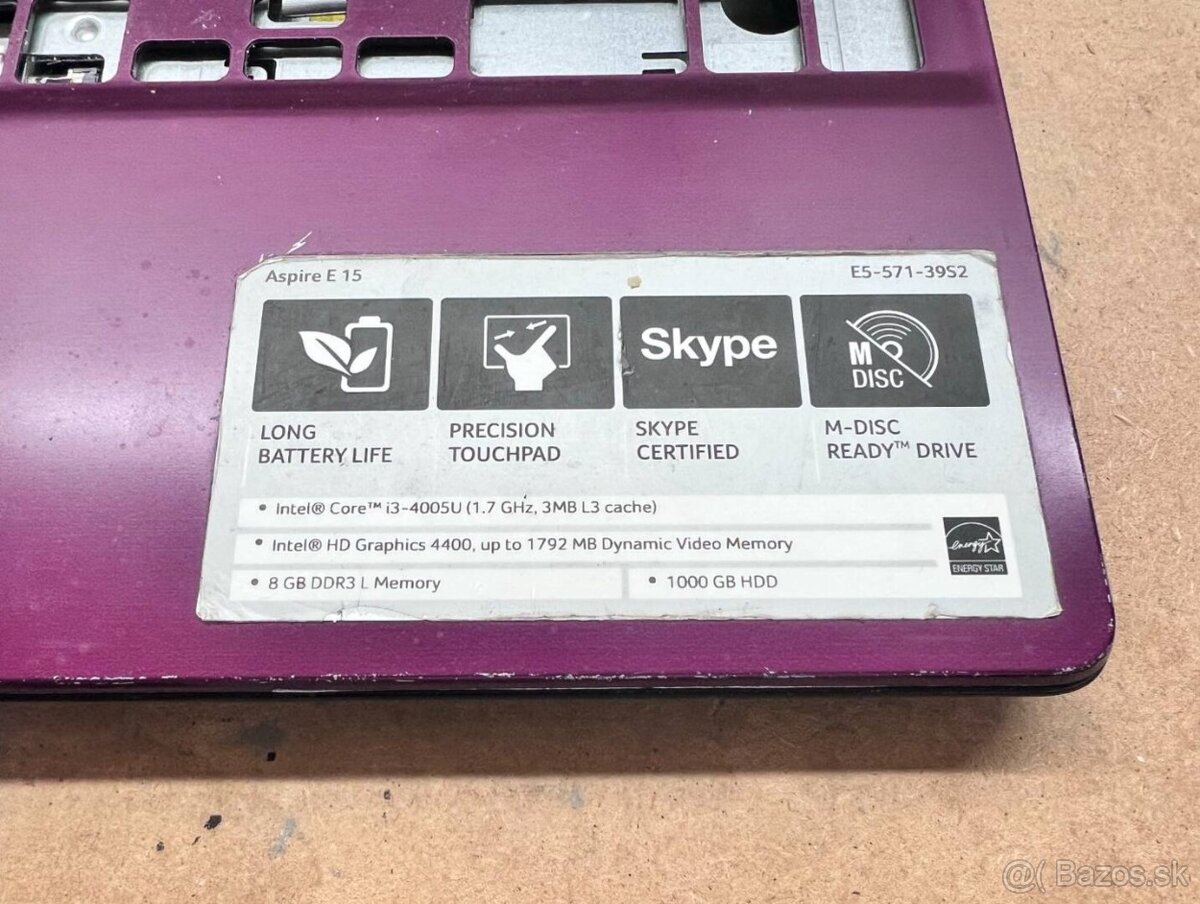 Aspire E 15 E5-571-39S2
Skype M DISC
LONG BATTERY LIFE
PRECISION TOUCHPAD
SKYPE CERTIFIED
M-DISC READY™ DRIVE
• Intel® Core™ i3-4005U (1.7 GHz, 3MB L3 cache)
• Intel® HD Graphics 4400, up to 1792 MB Dynamic Video Memory
energy
ENERGY STAR
• 8 GB DDR3 L Memory • 1000 GB HDD
@( Bazos.sk